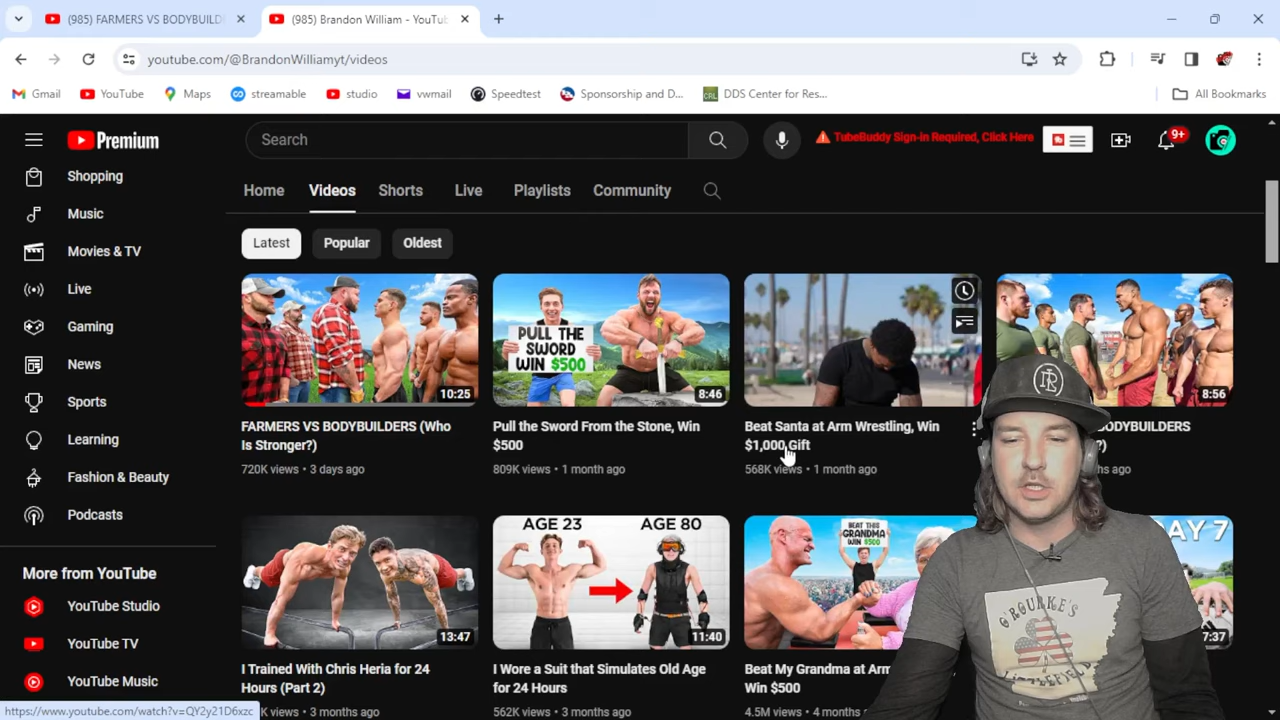 (985) FARMERS VS BODYBUILD
(985) Brandon William - YouTu
youtube.com/@BrandonWilliamyt/videos
Gmail
YouTube
Maps
streamable
studio
vwmail
Speedtest
Sponsorship and D...
DDS Center for Res...
All Bookmarks
Premium
Search
TubeBuddy Sign-in Required, Click Here
9+
Shopping
Music
Movies & TV
Live
Gaming
News
Sports
Learning
Fashion & Beauty
Podcasts
More from YouTube
YouTube Studio
YouTube TV
YouTube Music
https://www.youtube.com/watch?v=QY2y21D6xzc
Home
Videos
Shorts
Live
Playlists
Community
Latest
Popular
Oldest
10:25
FARMERS VS BODYBUILDERS (Who
Is Stronger?)
720K views • 3 days ago
PULL THE
SWORD
WIN $500
8:46
Pull the Sword From the Stone, Win
$500
809K views • 1 month ago
Beat Santa at Arm Wrestling, Win
$1,000 Gift
568K views • 1 month ago
8:56
BODYBUILDERS
ago
13:47
I Trained With Chris Heria for 24
Hours (Part 2)
views • 3 months ago
AGE 23
AGE 80
11:40
I Wore a Suit that Simulates Old Age
for 24 Hours
562K views • 3 months ago
BEAT THIS
GRANDMA
WIN $500
Beat My Grandma at Arm
Win $500
4.5M views • 4 months
DAY 7
7:37
O'ROURKE'S